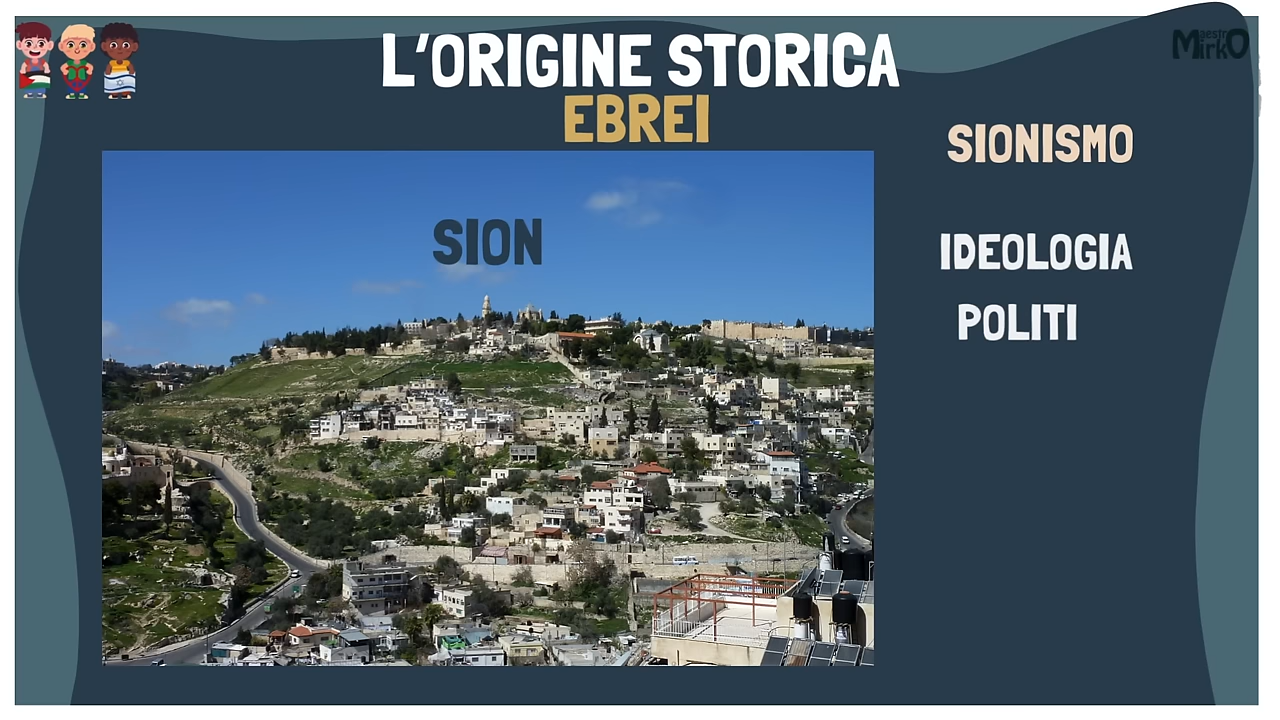 L'ORIGINE STORICA
EBREI
Maestro
MirkO
SIONISMO
SION
IDEOLOGIA
POLITI